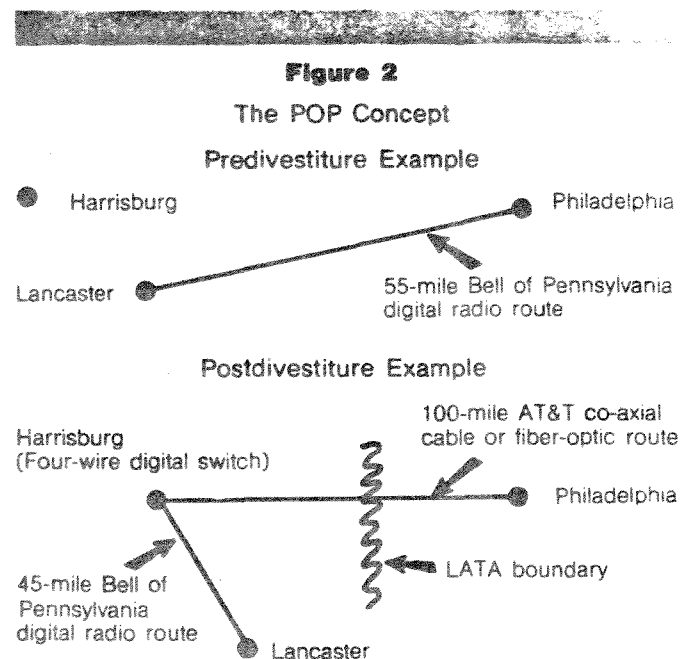 Figure 2
The POP Concept
Predivestiture Example
Harrisburg
Philadelphia
Lancaster
55-mile Bell of Pennsylvania
digital radio route
Postdivestiture Example
100-mile AT&T co-axial
cable or fiber-optic route
Harrisburg
(Four-wire digital switch)
Philadelphia
LATA boundary
45-mile Bell of
Pennsylvania
digital radio route
Lancaster